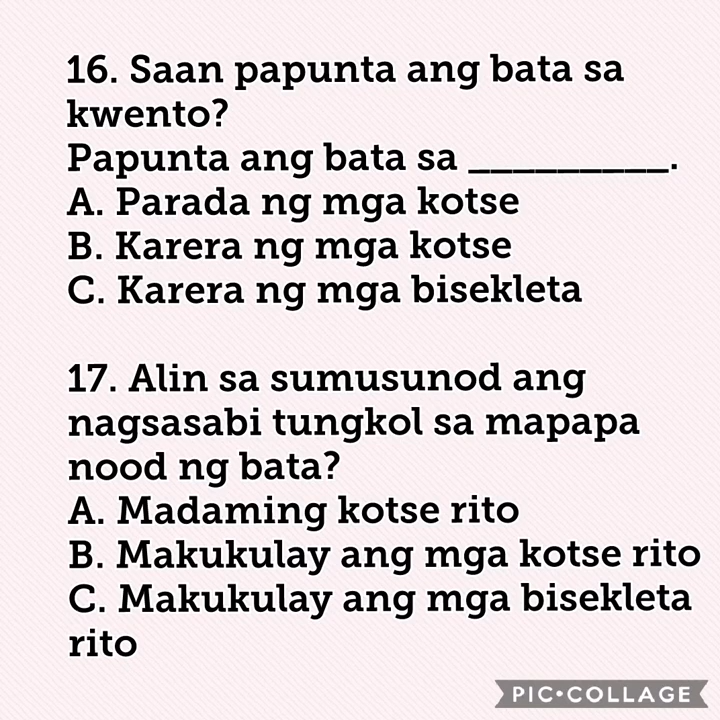 16. Saan papunta ang bata sa
kwento?
Papunta ang bata sa _________.
A. Parada ng mga kotse
B. Karera ng mga kotse
C. Karera ng mga bisekleta
17. Alin sa sumusunod ang
nagsasabi tungkol sa mapapa
nood ng bata?
A. Madaming kotse rito
B. Makukulay ang mga kotse rito
C. Makukulay ang mga bisekleta
rito
PIC•COLLAGE